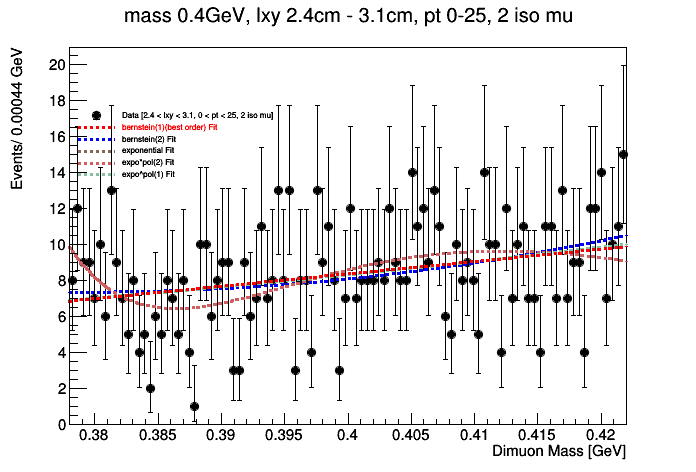 mass 0.4GeV, lxy 2.4cm - 3.1cm, pt 0-25, 2 iso mu
Events/ 0.00044 GeV
20
18
16
14
12
10
8
6
4
2
0
Data [2.4 < lxy < 3.1, 0 < pt < 25, 2 iso mu]
bernstein(1)(best order) Fit
bernstein(2) Fit
exponential Fit
expo*pol(2) Fit
expo^pol(1) Fit
0.38 0.385 0.39 0.395 0.4 0.405 0.41 0.415 0.42
Dimuon Mass [GeV]